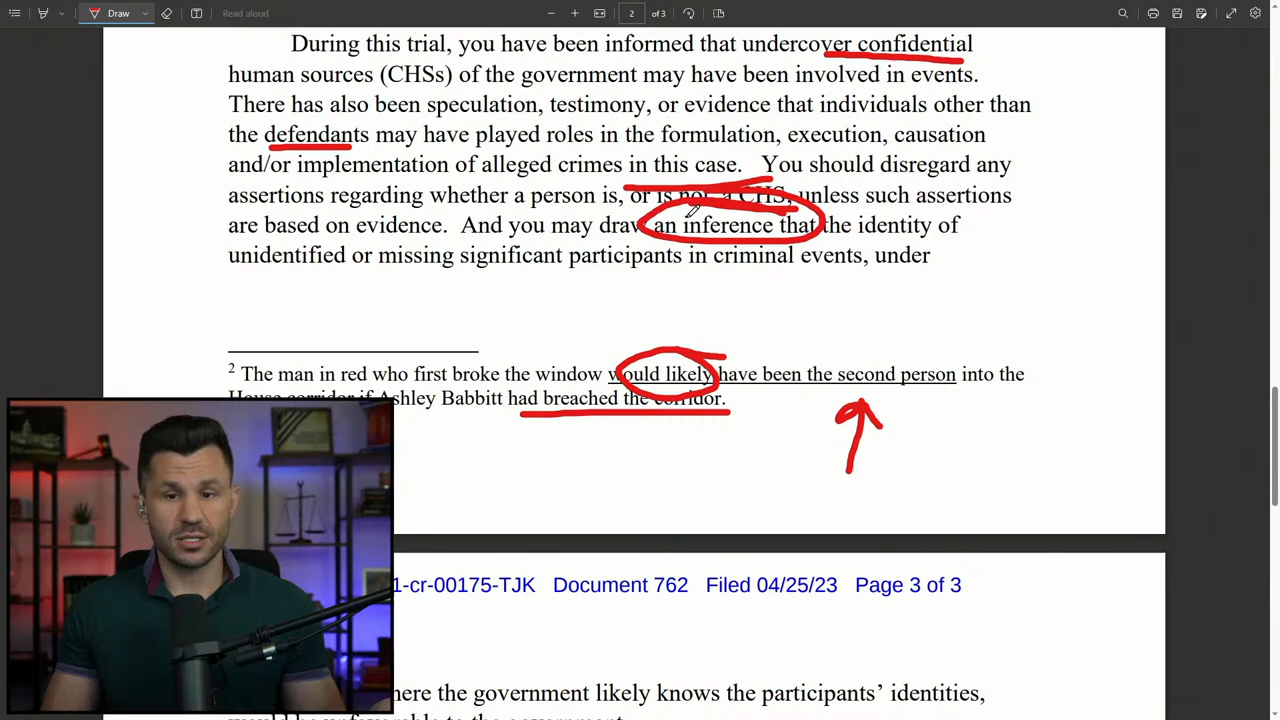 Draw
Read aloud
2
of 3
During this trial, you have been informed that undercover confidential
human sources (CHSs) of the government may have been involved in events.
There has also been speculation, testimony, or evidence that individuals other than
the defendants may have played roles in the formulation, execution, causation
and/or implementation of alleged crimes in this case. You should disregard any
assertions regarding whether a person is, or is not, a CHS, unless such assertions
are based on evidence. And you may draw an inference that the identity of
unidentified or missing significant participants in criminal events, under
2 The man in red who first broke the window would likely have been the second person into the
House corridor if Ashley Babbitt had breached the corridor.
1-cr-00175-TJK Document 762 Filed 04/25/23 Page 3 of 3
here the government likely knows the participants’ identities,
would be unfavorable to the government.